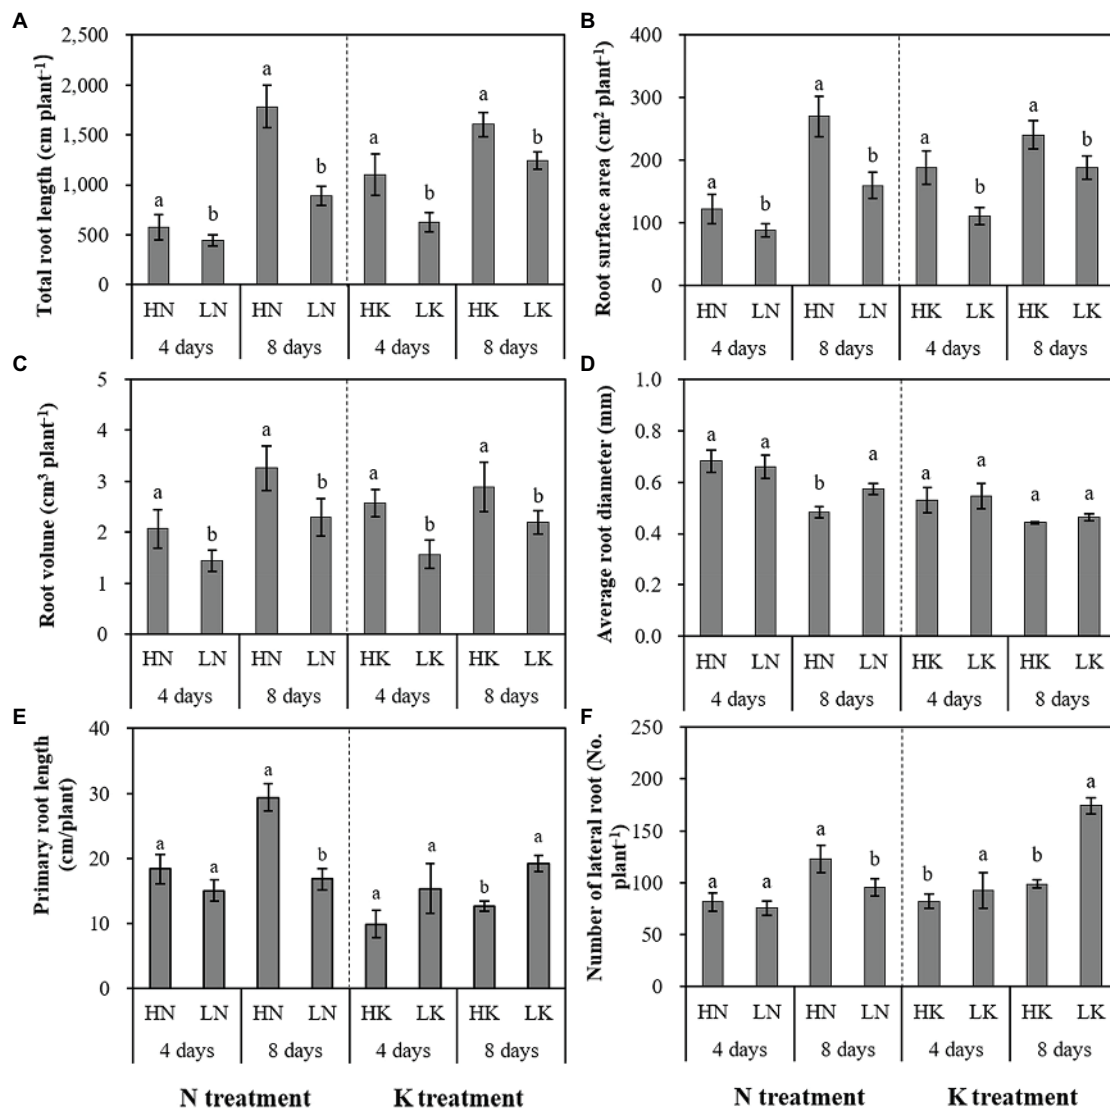 A
Total root length (cm plant⁻¹)
2,500
2,000
1,500
1,000
500
0
a b a b a b a b
HN LN HN LN HK LK HK LK
4 days 8 days 4 days 8 days
B
Root surface area (cm² plant⁻¹)
400
300
200
100
0
a b a b a b a b
HN LN HN LN HK LK HK LK
4 days 8 days 4 days 8 days
C
Root volune (cm³ plant⁻¹)
5
4
3
2
1
0
a b a b a b a b
HN LN HN LN HK LK HK LK
4 days 8 days 4 days 8 days
D
Average root diameter (mm)
1.0
0.8
0.6
0.4
0.2
0.0
a a b a a a a a
HN LN HN LN HK LK HK LK
4 days 8 days 4 days 8 days
E
Primary root length
(cm/plant)
40
30
20
10
0
a a a b a a b a
HN LN HN LN HK LK HK LK
4 days 8 days 4 days 8 days
N treatment K treatment
F
Number of lateral root (No.
plant⁻¹)
250
200
150
100
50
0
a a a b b a b a
HN LN HN LN HK LK HK LK
4 days 8 days 4 days 8 days
N treatment K treatment